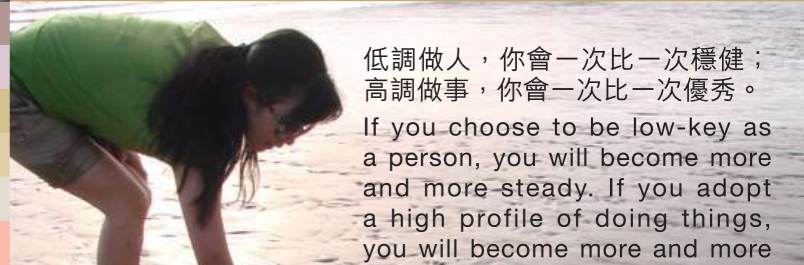 低調做人，你會一次比一次穩健；
高調做事，你會一次比一次優秀。
If you choose to be low-key as
a person, you will become more
and more steady. If you adopt
a high profile of doing things,
you will become more and more